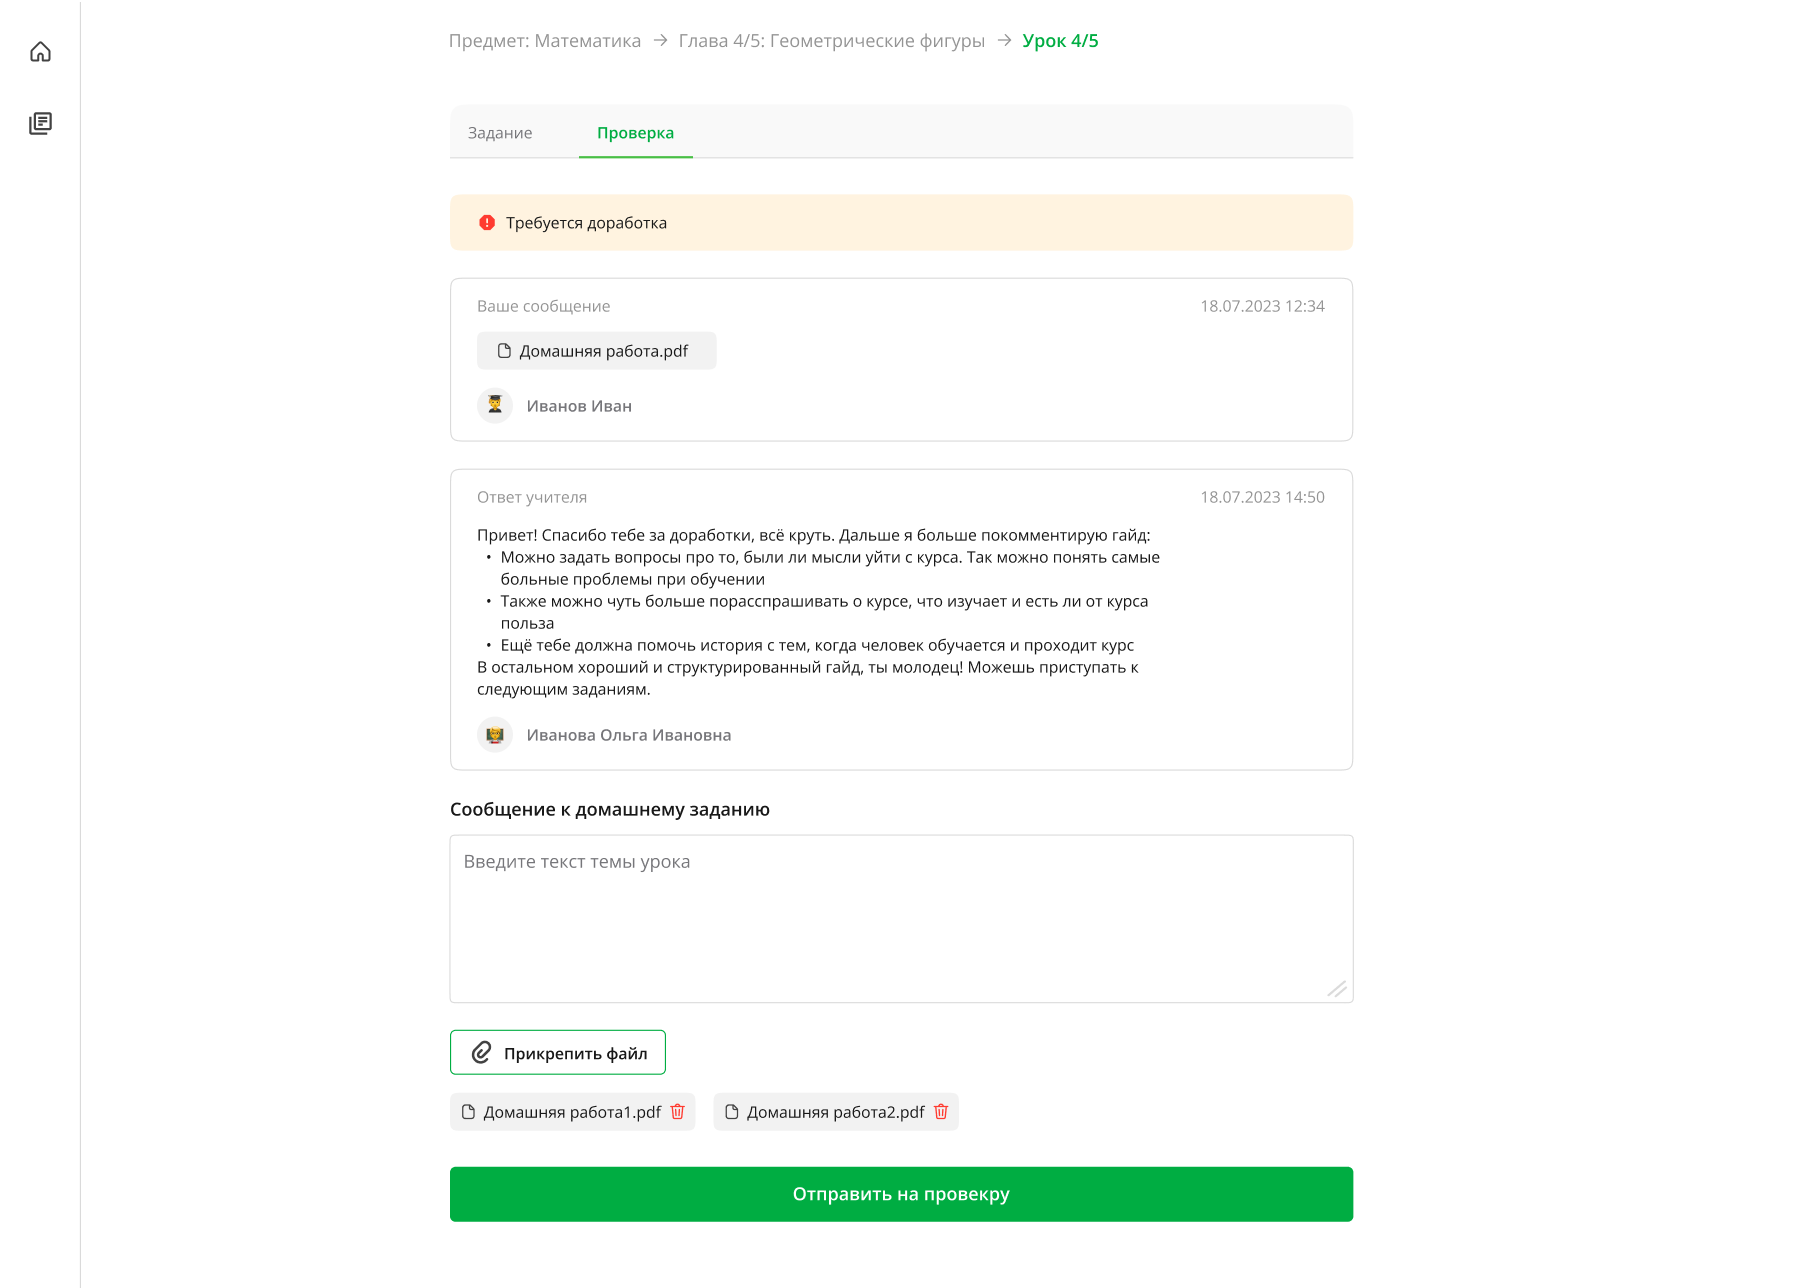 Предмет: Математика → Глава 4/5: Геометрические фигуры → Урок 4/5
Задание Проверка
Требуется доработка
Ваше сообщение 18.07.2023 12:34
Домашняя работа.pdf
Иванов Иван
Ответ учителя 18.07.2023 14:50
Привет! Спасибо тебе за доработки, всё круть. Дальше я больше покомментирую гайд:
• Можно задать вопросы про то, были ли мысли уйти с курса. Так можно понять самые
больные проблемы при обучении
• Также можно чуть больше порасспрашивать о курсе, что изучает и есть ли от курса
польза
• Ещё тебе должна помочь история с тем, когда человек обучается и проходит курс
В остальном хороший и структурированный гайд, ты молодец! Можешь приступать к
следующим заданиям.
Иванова Ольга Ивановна
Сообщение к домашнему заданию
Введите текст темы урока
Прикрепить файл
Домашняя работа1.pdf Домашняя работа2.pdf
Отправить на провекру